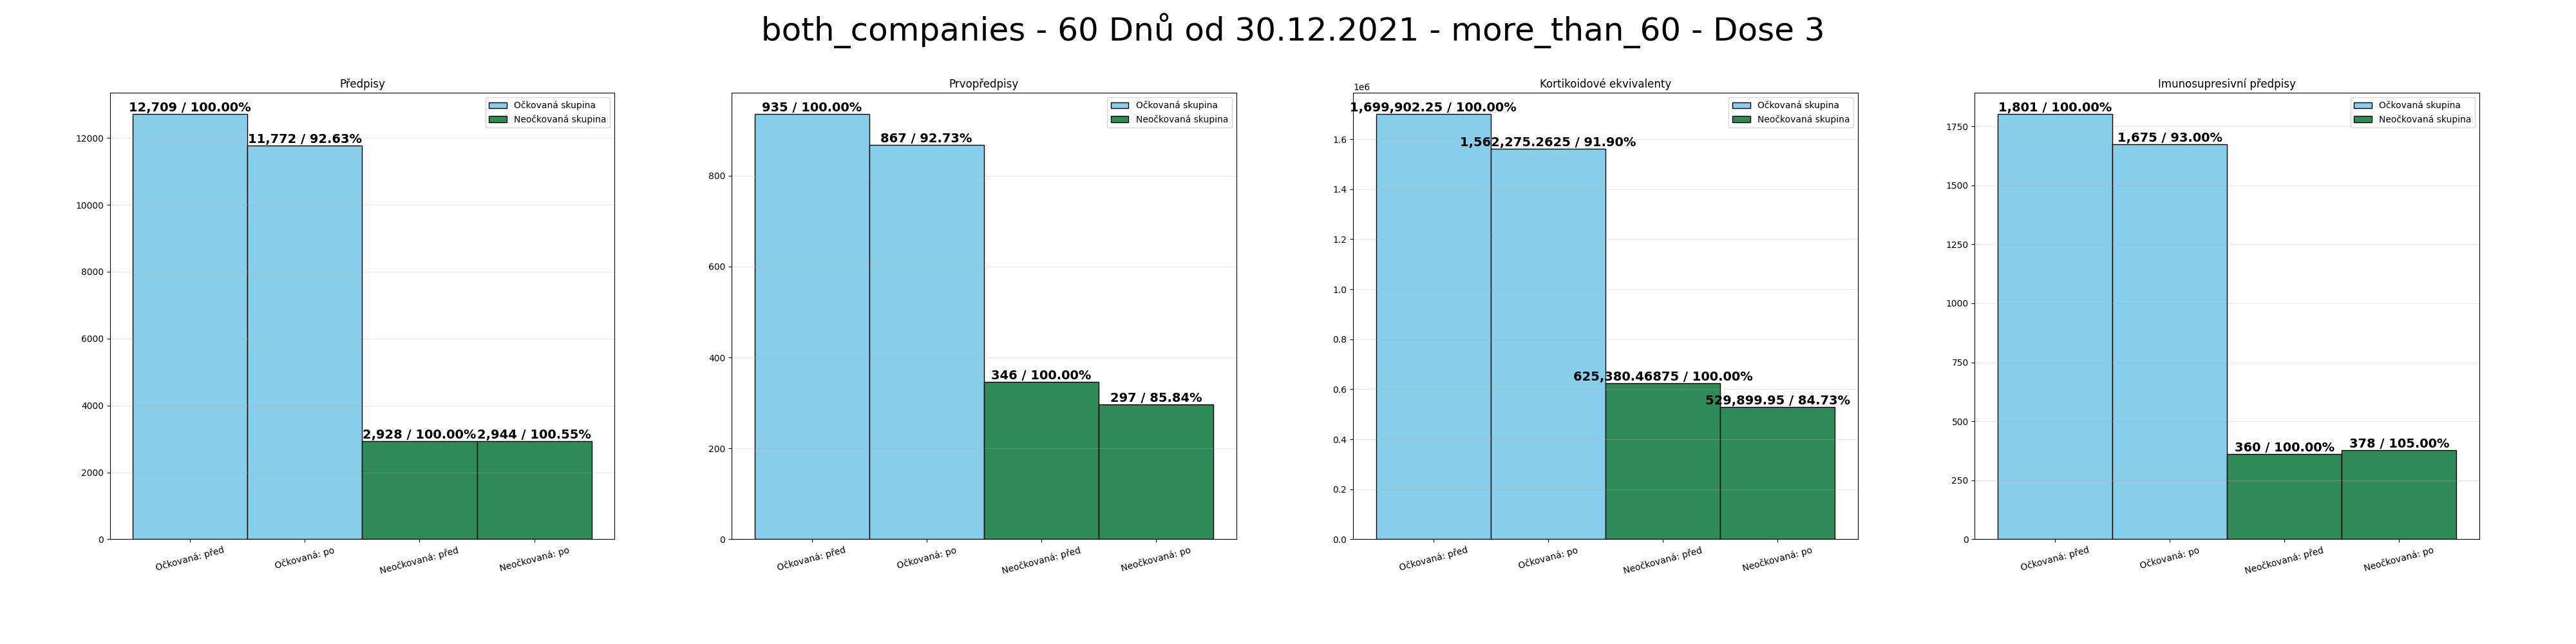 both_companies - 60 Dnů od 30.12.2021 - more_than_60 - Dose 3
Předpisy
12,709 / 100.00%
11,772 / 92.63%
2,928 / 100.00%
2,944 / 100.55%
Očkovaná skupina
Neočkovaná skupina
12000
10000
8000
6000
4000
2000
0
Očkovaná: před
Očkovaná: po
Neočkovaná: před
Neočkovaná: po
Prvopředpisy
935 / 100.00%
867 / 92.73%
346 / 100.00%
297 / 85.84%
Očkovaná skupina
Neočkovaná skupina
800
600
400
200
0
Očkovaná: před
Očkovaná: po
Neočkovaná: před
Neočkovaná: po
Kortikoidové ekvivalenty
1e6
1,699,902.25 / 100.00%
1,562,275.2625 / 91.90%
625,380.46875 / 100.00%
529,899.95 / 84.73%
Očkovaná skupina
Neočkovaná skupina
1.6
1.4
1.2
1.0
0.8
0.6
0.4
0.2
0.0
Očkovaná: před
Očkovaná: po
Neočkovaná: před
Neočkovaná: po
Imunosupresivní předpisy
1,801 / 100.00%
1,675 / 93.00%
360 / 100.00%
378 / 105.00%
Očkovaná skupina
Neočkovaná skupina
1750
1500
1250
1000
750
500
250
0
Očkovaná: před
Očkovaná: po
Neočkovaná: před
Neočkovaná: po